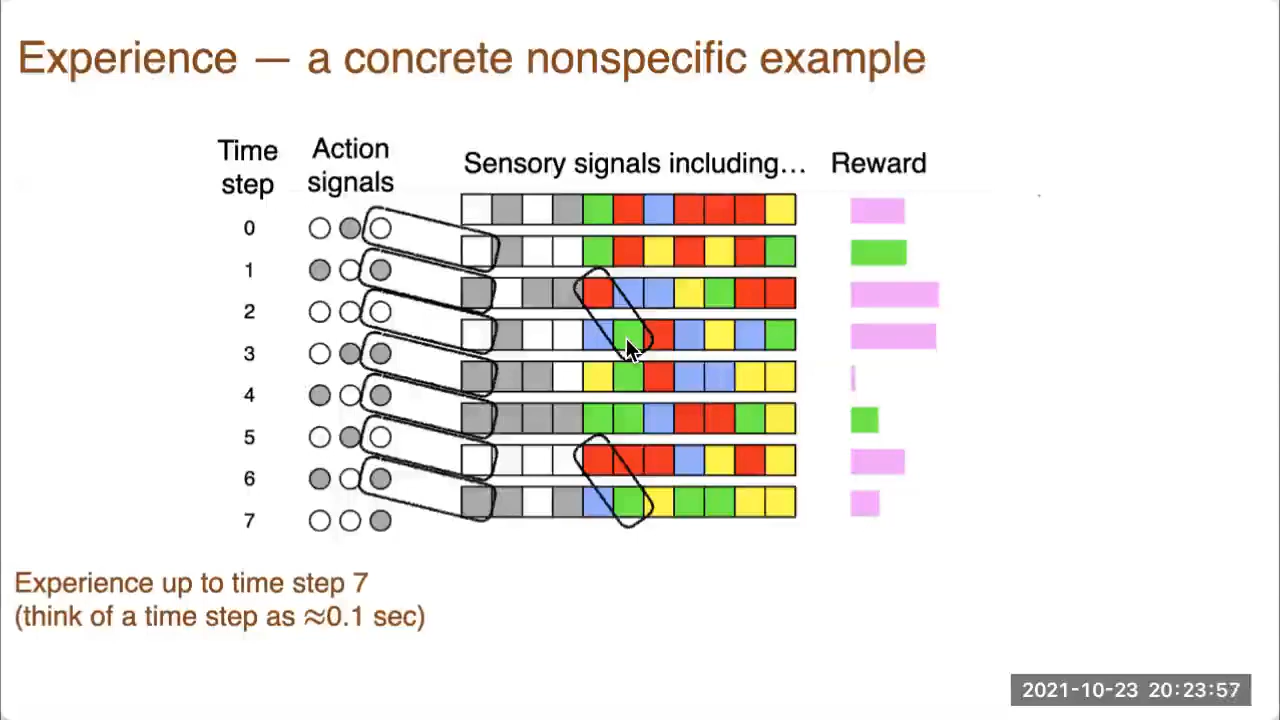 Experience — a concrete nonspecific example
Time step
Action signals
Sensory signals including…
Reward
0
1
2
3
4
5
6
7
Experience up to time step 7
(think of a time step as ≈0.1 sec)
2021-10-23 20:23:57